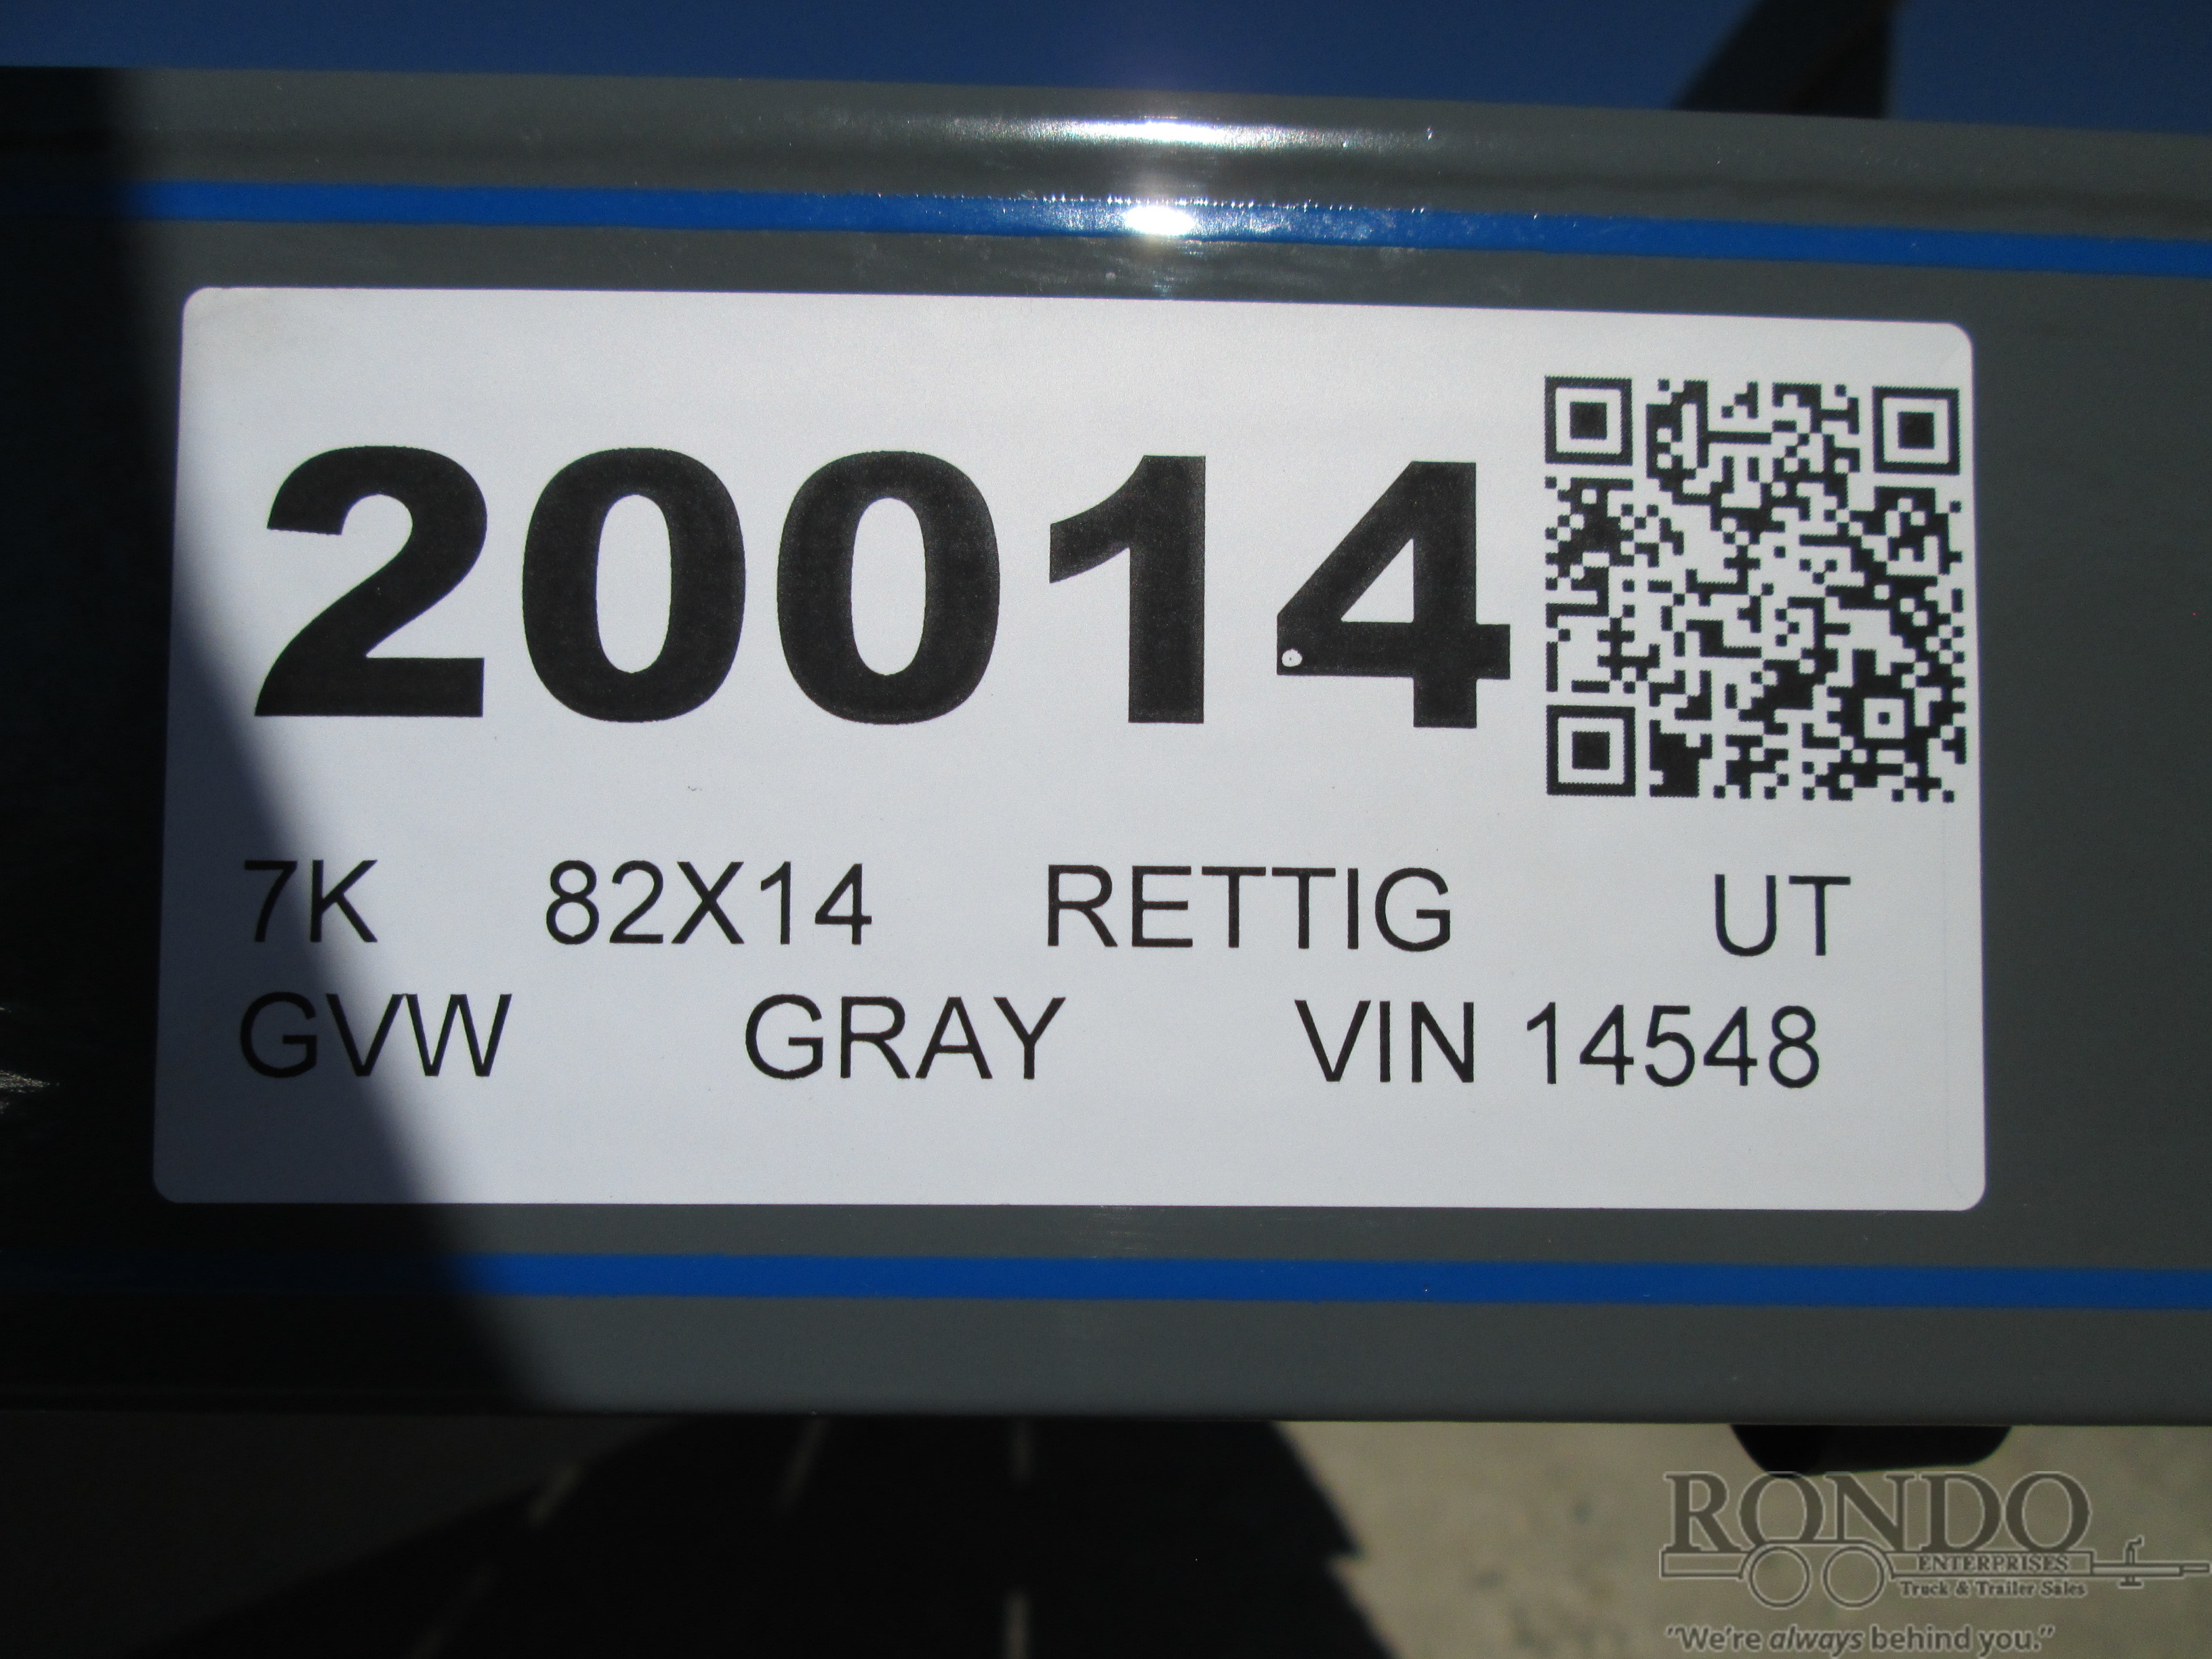 20014
7K 82X14 RETTIG UT
GVW GRAY VIN 14548
RONDO
ENTERPRISES
Truck & Trailer Sales
"We're always behind you."